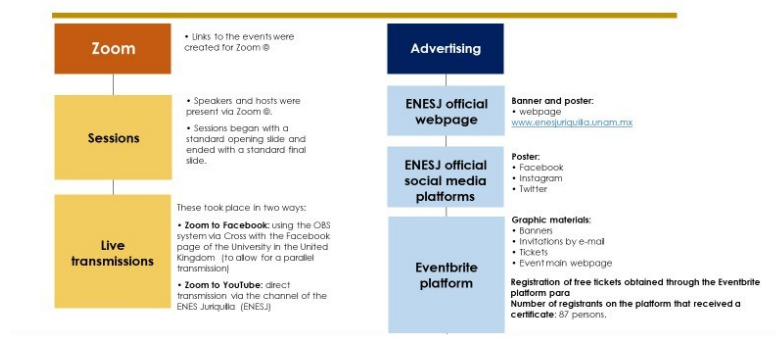 Zoom
• Links to the events were
created for Zoom ©
Sessions
• Speakers and hosts were
present via Zoom ©.
• Sessions began with a
standard opening slide and
ended with a standard final
slide.
Live
transmissions
These took place in two ways:
• Zoom to Facebook: using the OBS
system via Cross with the Facebook
page of the University in the United
Kingdom (to allow for a parallel
transmission)
• Zoom to YouTube: direct
transmission via the channel of the
ENES Juriquilla (ENESJ)
Advertising
ENESJ official
webpage
Banner and poster:
• webpage
www.enesjuriquilla.unam.mx
ENESJ official
social media
platforms
Poster:
• Facebook
• Instagram
• Twitter
Eventbrite
platform
Graphic materials:
• Banners
• Invitations by e-mail
• Tickets
• Event main webpage
Registration of free tickets obtained through the Eventbrite
platform para
Number of registrants on the platform that received a
certificate: 87 persons.